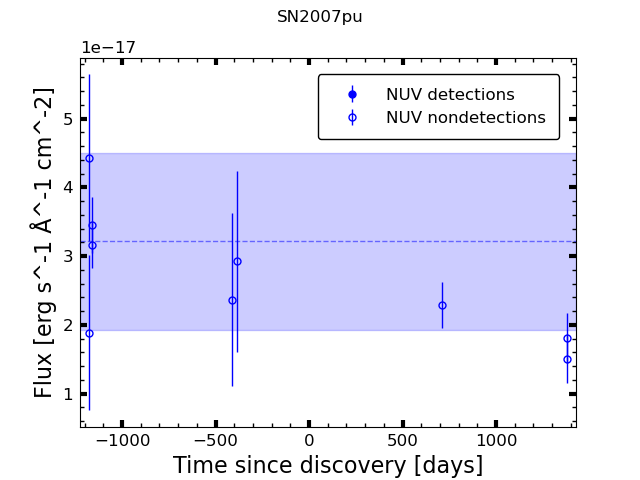 SN2007pu
1e−17
NUV detections
NUV nondetections
5
4
3
2
1
Flux [erg s^-1 Å^-1 cm^-2]
−1000 −500 0 500 1000
Time since discovery [days]